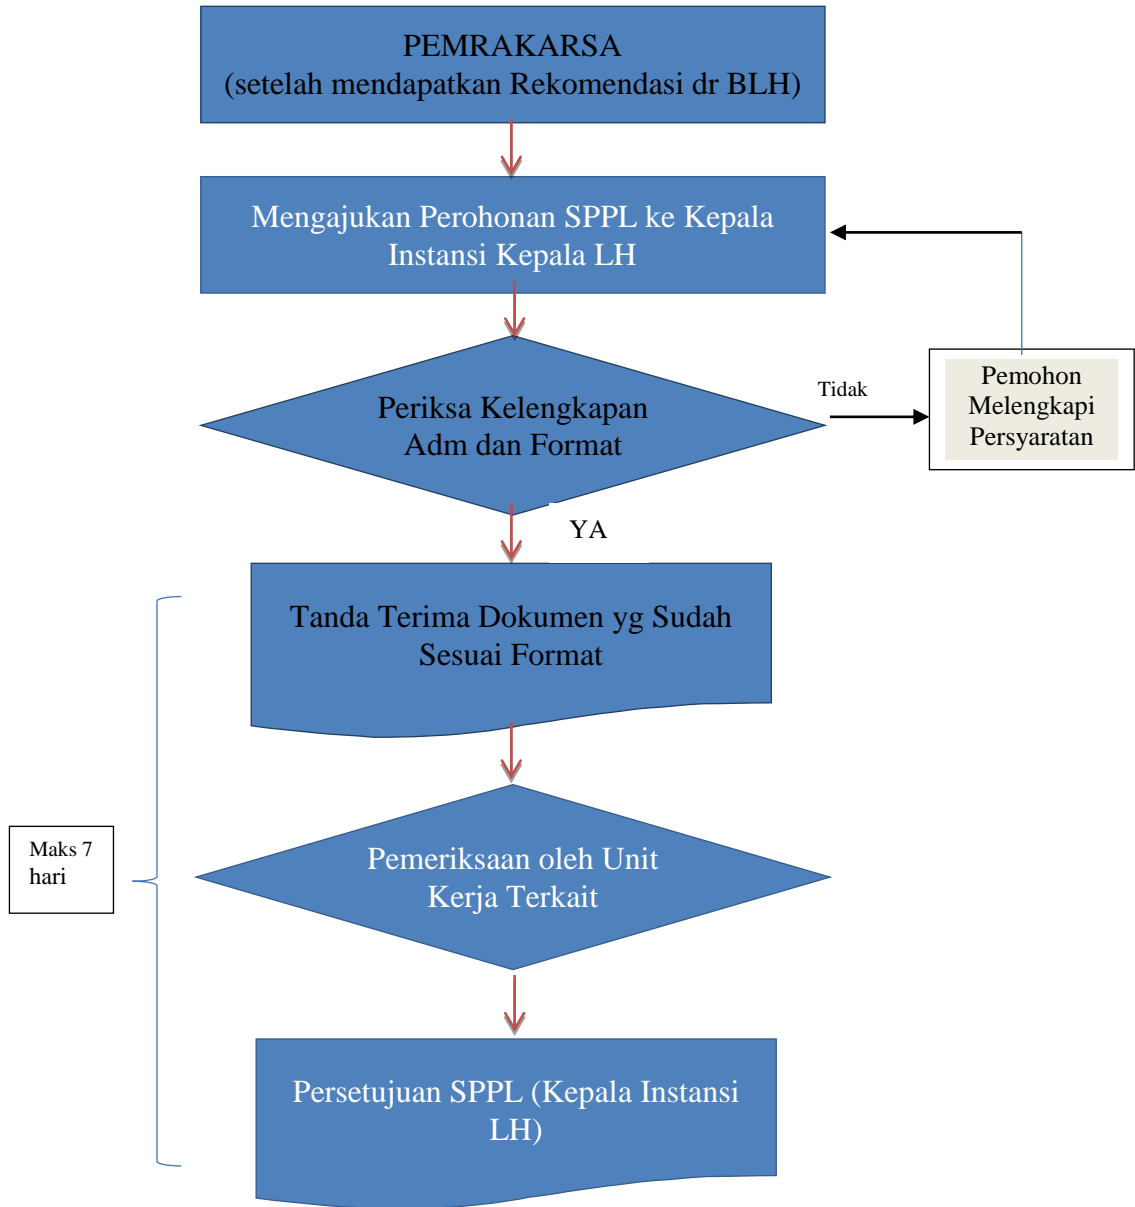 PEMRAKARSA
(setelah mendapatkan Rekomendasi dr BLH)
Mengajukan Perohonan SPPL ke Kepala
Instansi Kepala LH
Periksa Kelengkapan
Adm dan Format
Tidak
Pemohon
Melengkapi
Persyaratan
YA
Tanda Terima Dokumen yg Sudah
Sesuai Format
Maks 7
hari
Pemeriksaan oleh Unit
Kerja Terkait
Persetujuan SPPL (Kepala Instansi
LH)